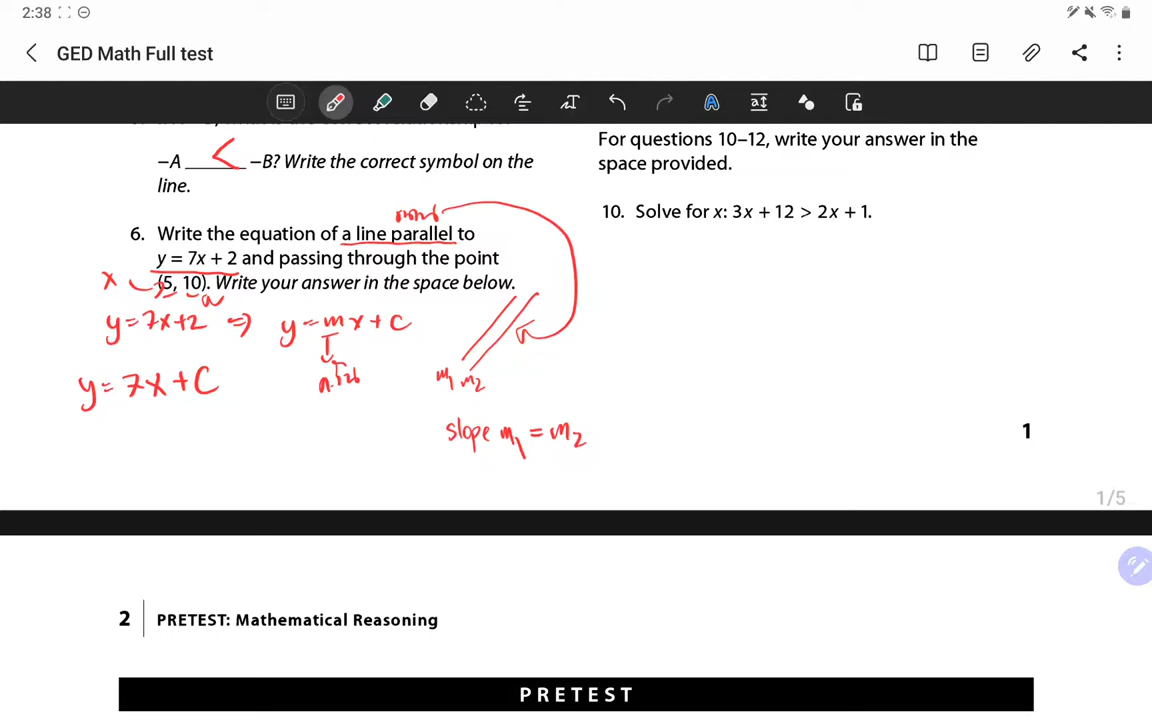 2:38
GED Math Full test
–A ______ –B? Write the correct symbol on the
<
line.
6. Write the equation of a line parallel to
y = 7x + 2 and passing through the point
(5, 10). Write your answer in the space below.
x
y=7x+2 ⇒ y=mx+c
y=7x+C
m1 m2
slope m1 = m2
For questions 10–12, write your answer in the
space provided.
10. Solve for x: 3x + 12 > 2x + 1.
1
1/5
2 PRETEST: Mathematical Reasoning
PRETEST